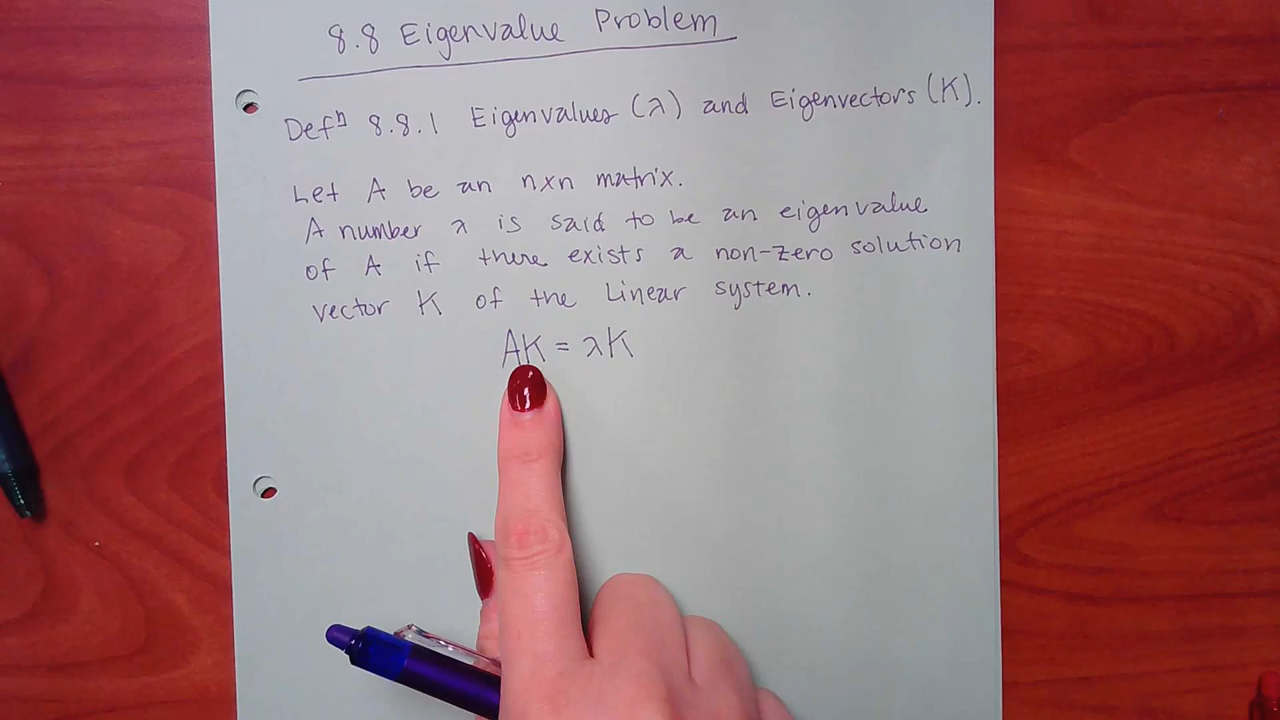 8.8 Eigenvalue Problem
Defⁿ 8.8.1 Eigenvalues (λ) and Eigenvectors (K).
Let A be an nxn matrix.
A number λ is said to be an eigenvalue
of A if there exists a non-zero solution
vector K of the Linear system.
AK = λK